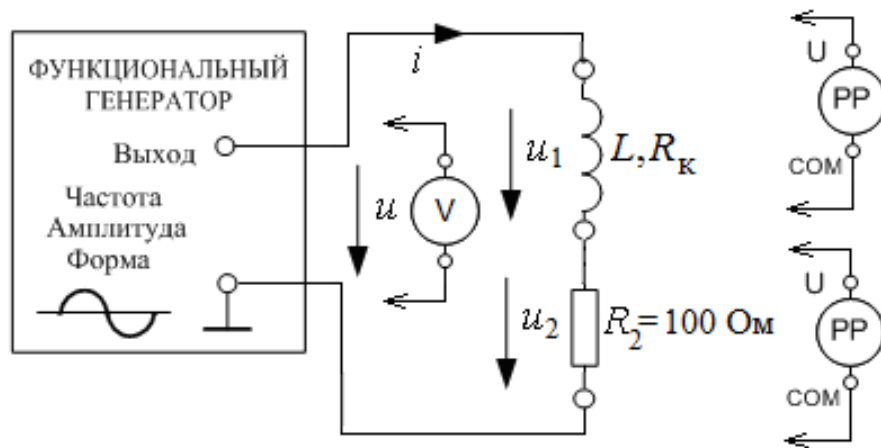 ФУНКЦИОНАЛЬНЫЙ
ГЕНЕРАТОР
Выход
Частота
Амплитуда
Форма
i
u
V
u₁
L, Rк
u₂
R₂= 100 Ом
U
PP
COM
U
PP
COM